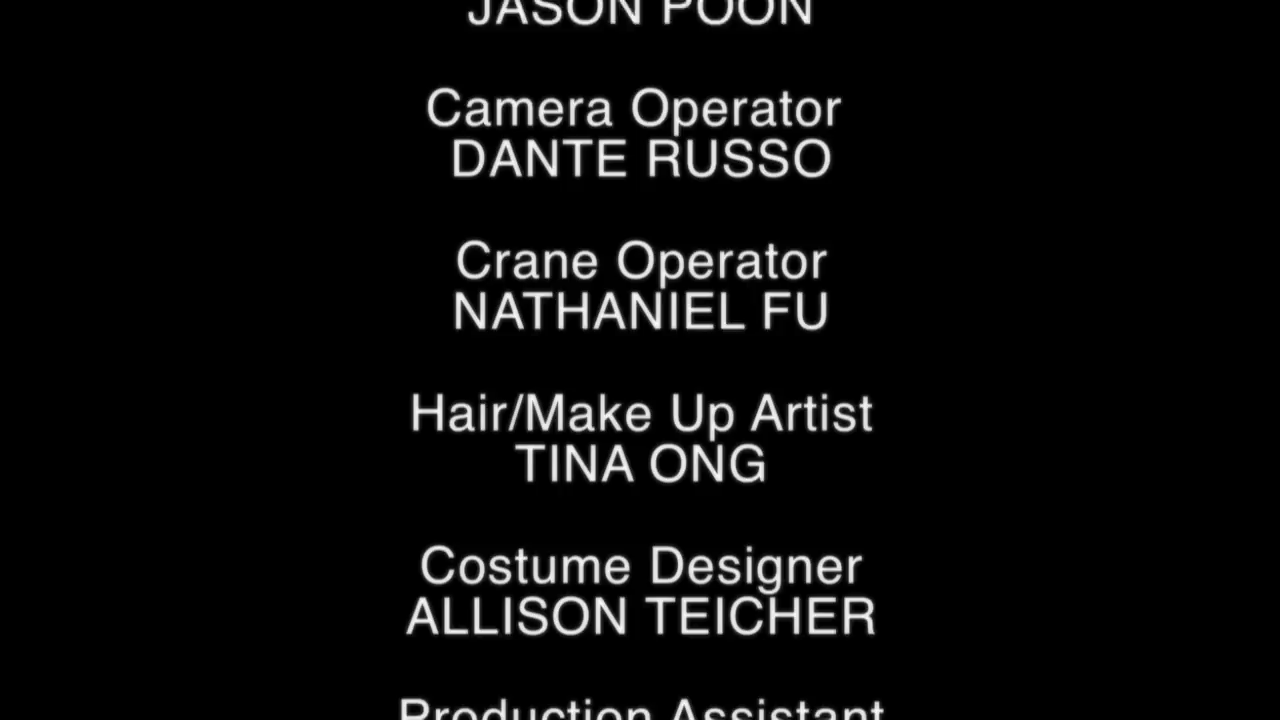 JASON POON
Camera Operator
DANTE RUSSO
Crane Operator
NATHANIEL FU
Hair/Make Up Artist
TINA ONG
Costume Designer
ALLISON TEICHER
Production Assistant